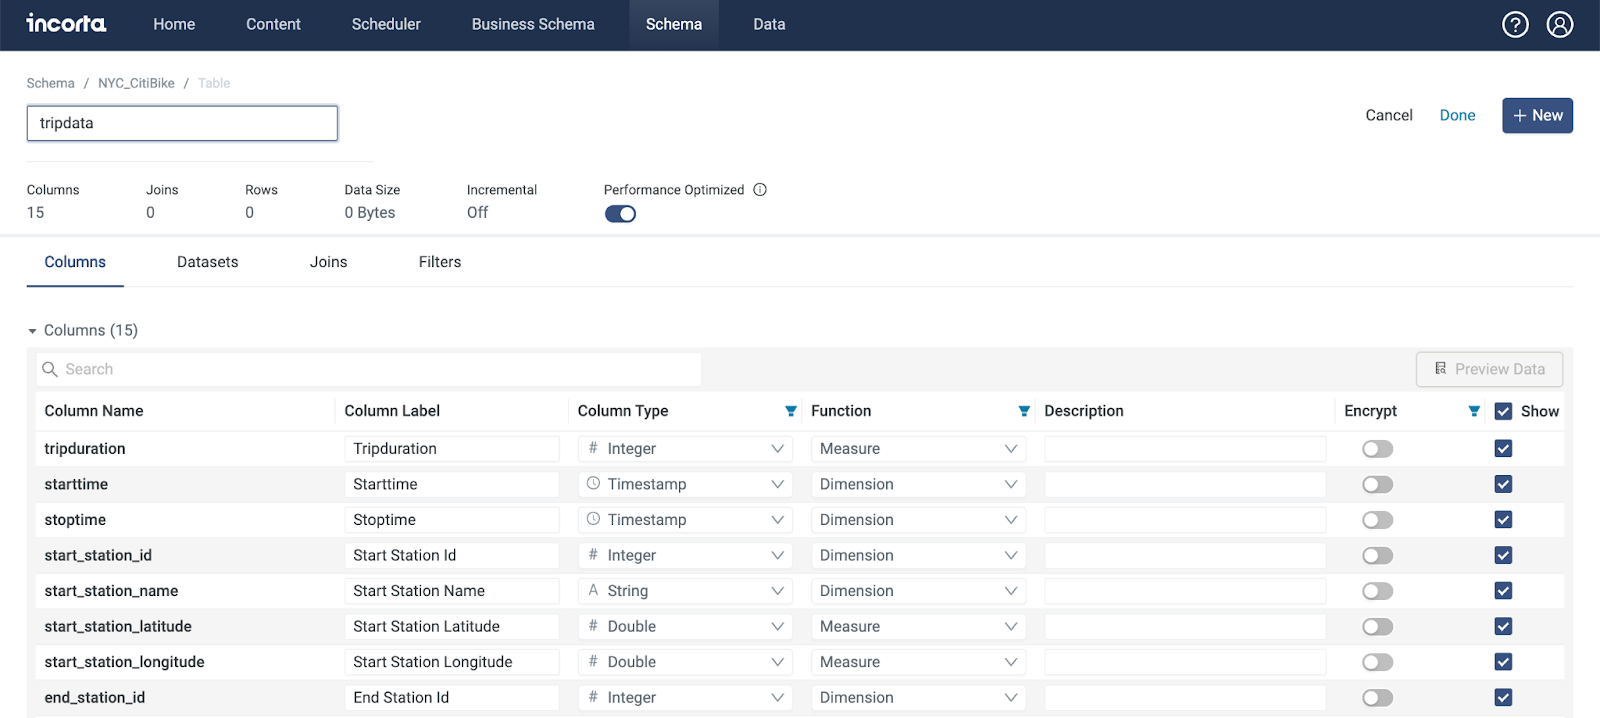 incorta Home Content Scheduler Business Schema Schema Data
Schema / NYC_CitiBike / Table
tripdata
Cancel Done + New
Columns Joins Rows Data Size Incremental Performance Optimized
15 0 0 0 Bytes Off
Columns Datasets Joins Filters
Columns (15)
Search Preview Data
Column Name Column Label Column Type Function Description Encrypt Show
tripduration Tripduration # Integer Measure
starttime Starttime Timestamp Dimension
stoptime Stoptime Timestamp Dimension
start_station_id Start Station Id # Integer Dimension
start_station_name Start Station Name A String Dimension
start_station_latitude Start Station Latitude # Double Measure
start_station_longitude Start Station Longitude # Double Measure
end_station_id End Station Id # Integer Dimension